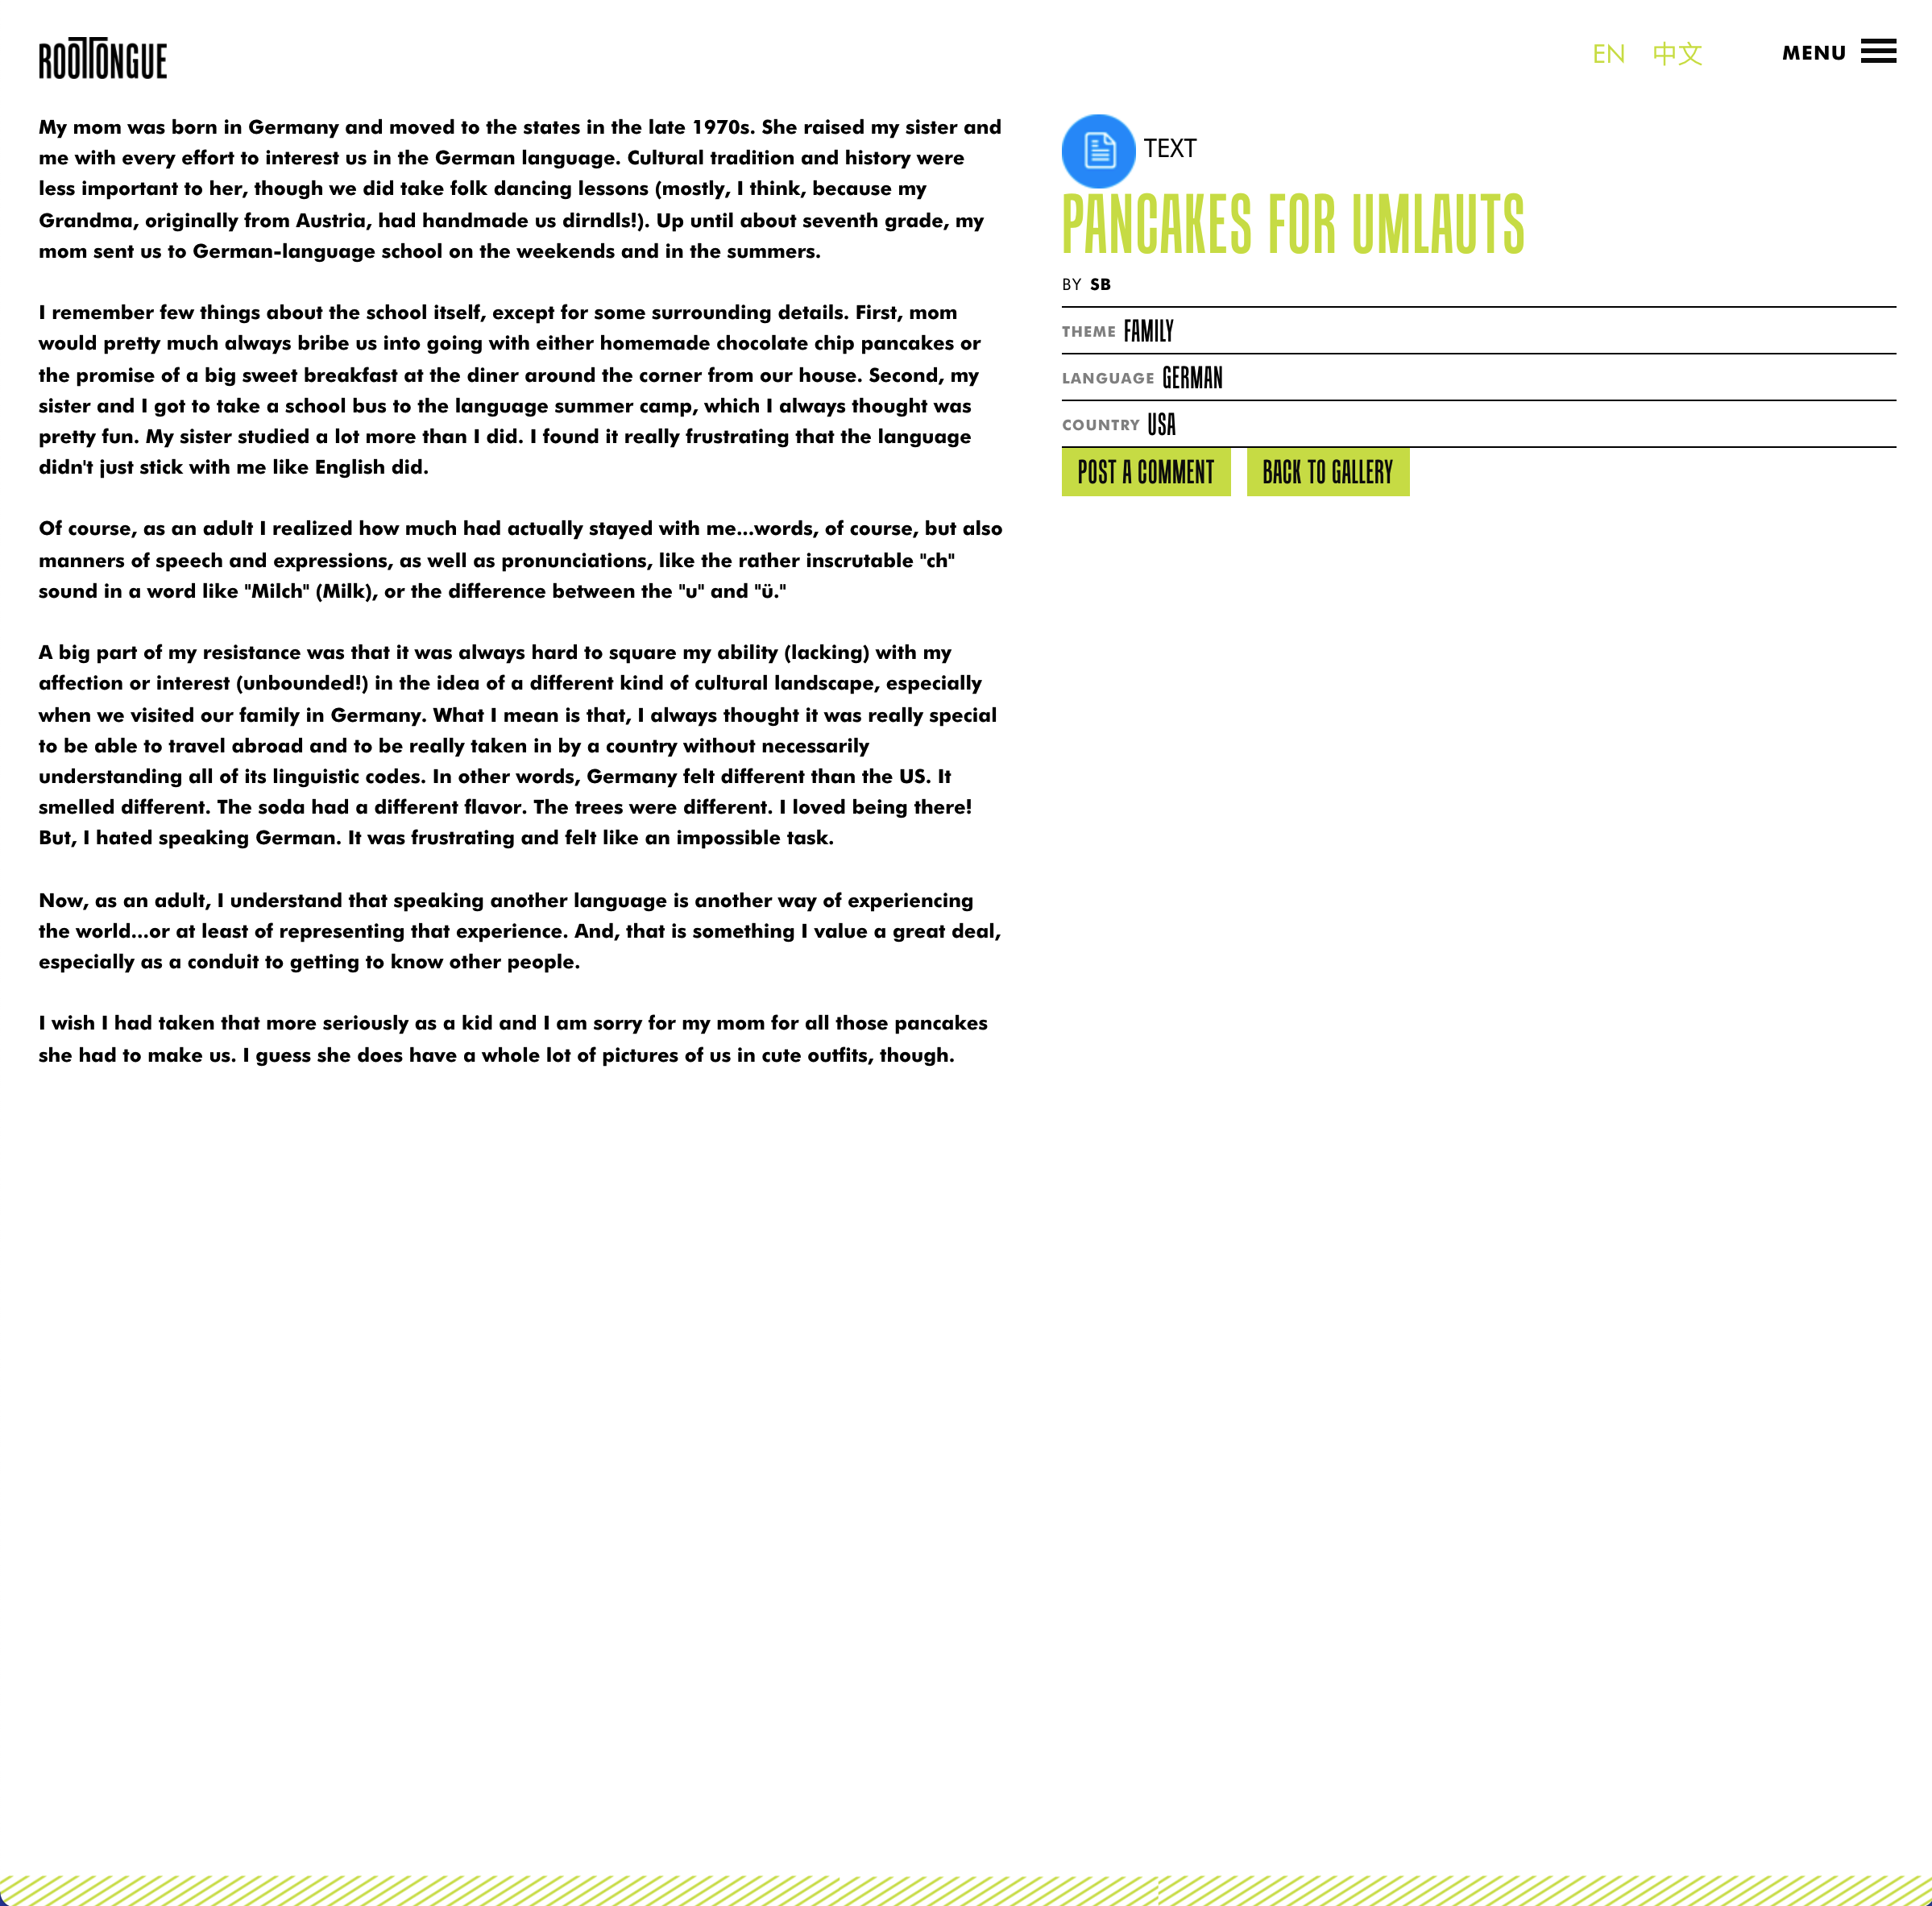 ROOTTONGUE
EN 中文 MENU
My mom was born in Germany and moved to the states in the late 1970s. She raised my sister and
me with every effort to interest us in the German language. Cultural tradition and history were
less important to her, though we did take folk dancing lessons (mostly, I think, because my
Grandma, originally from Austria, had handmade us dirndls!). Up until about seventh grade, my
mom sent us to German-language school on the weekends and in the summers.
I remember few things about the school itself, except for some surrounding details. First, mom
would pretty much always bribe us into going with either homemade chocolate chip pancakes or
the promise of a big sweet breakfast at the diner around the corner from our house. Second, my
sister and I got to take a school bus to the language summer camp, which I always thought was
pretty fun. My sister studied a lot more than I did. I found it really frustrating that the language
didn't just stick with me like English did.
Of course, as an adult I realized how much had actually stayed with me...words, of course, but also
manners of speech and expressions, as well as pronunciations, like the rather inscrutable "ch"
sound in a word like "Milch" (Milk), or the difference between the "u" and "ü."
A big part of my resistance was that it was always hard to square my ability (lacking) with my
affection or interest (unbounded!) in the idea of a different kind of cultural landscape, especially
when we visited our family in Germany. What I mean is that, I always thought it was really special
to be able to travel abroad and to be really taken in by a country without necessarily
understanding all of its linguistic codes. In other words, Germany felt different than the US. It
smelled different. The soda had a different flavor. The trees were different. I loved being there!
But, I hated speaking German. It was frustrating and felt like an impossible task.
Now, as an adult, I understand that speaking another language is another way of experiencing
the world...or at least of representing that experience. And, that is something I value a great deal,
especially as a conduit to getting to know other people.
I wish I had taken that more seriously as a kid and I am sorry for my mom for all those pancakes
she had to make us. I guess she does have a whole lot of pictures of us in cute outfits, though.
TEXT
PANCAKES FOR UMLAUTS
BY SB
THEME FAMILY
LANGUAGE GERMAN
COUNTRY USA
POST A COMMENT BACK TO GALLERY